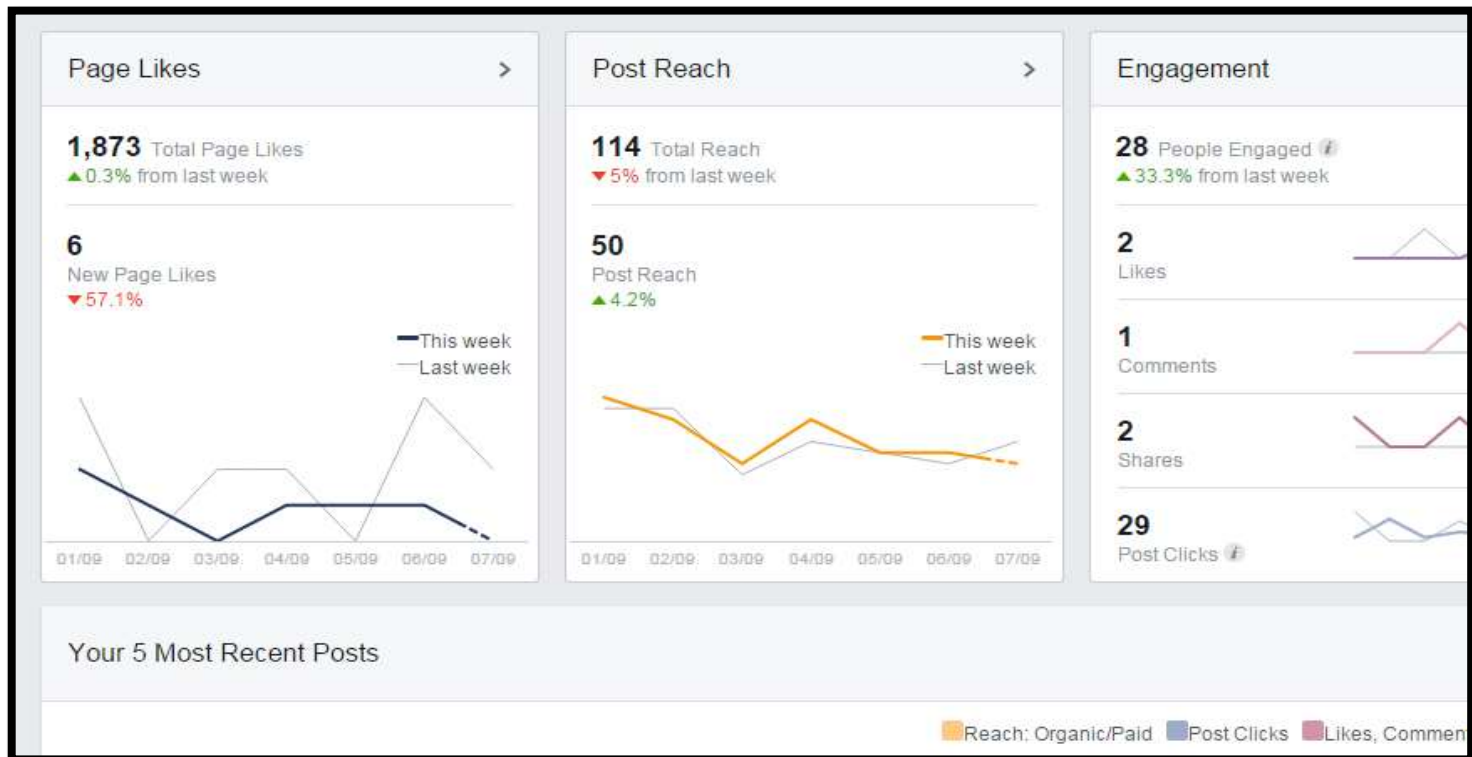 Page Likes >
1,873 Total Page Likes
▲0.3% from last week
6
New Page Likes
▼57.1%
This week
Last week
01/09 02/09 03/09 04/09 05/09 06/09 07/09
Post Reach >
114 Total Reach
▼5% from last week
50
Post Reach
▲4.2%
This week
Last week
01/09 02/09 03/09 04/09 05/09 06/09 07/09
Engagement
28 People Engaged i
▲33.3% from last week
2
Likes
1
Comments
2
Shares
29
Post Clicks i
Your 5 Most Recent Posts
Reach: Organic/Paid Post Clicks Likes, Commen